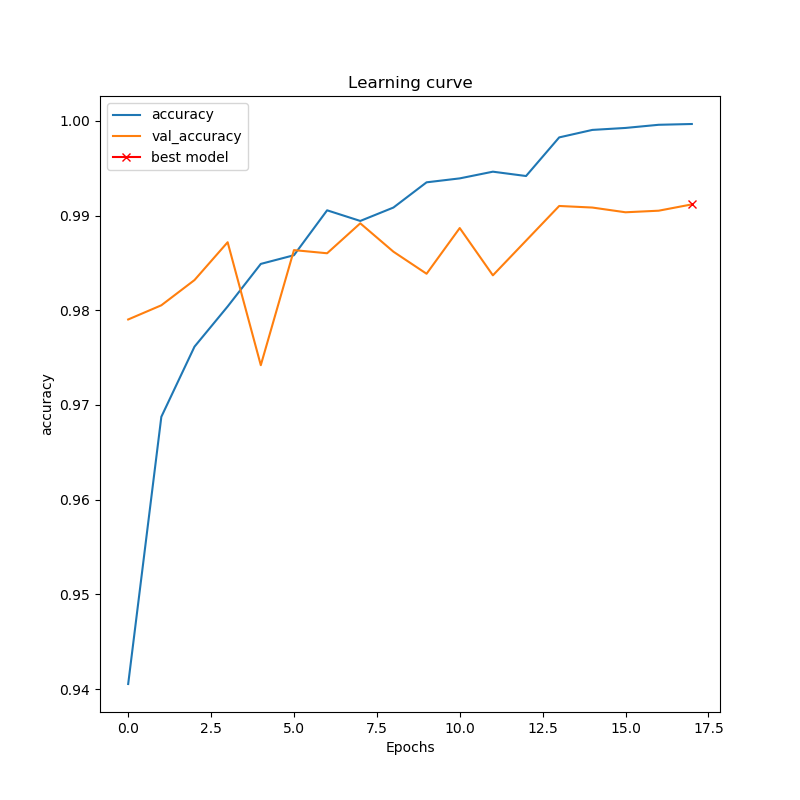 Learning curve
accuracy
val_accuracy
best model
1.00
0.99
0.98
0.97
0.96
0.95
0.94
accuracy
0.0 2.5 5.0 7.5 10.0 12.5 15.0 17.5
Epochs